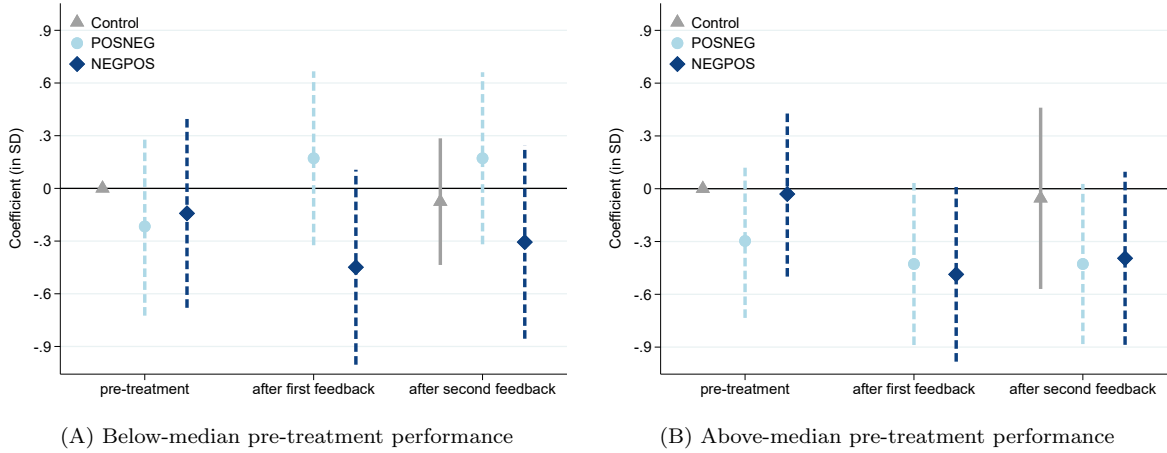 Control
POSNEG
NEGPOS
Coefficient (in SD)
.9
.6
.3
0
-.3
-.6
-.9
pre-treatment after first feedback after second feedback
(A) Below-median pre-treatment performance
Control
POSNEG
NEGPOS
Coefficient (in SD)
.9
.6
.3
0
-.3
-.6
-.9
pre-treatment after first feedback after second feedback
(B) Above-median pre-treatment performance